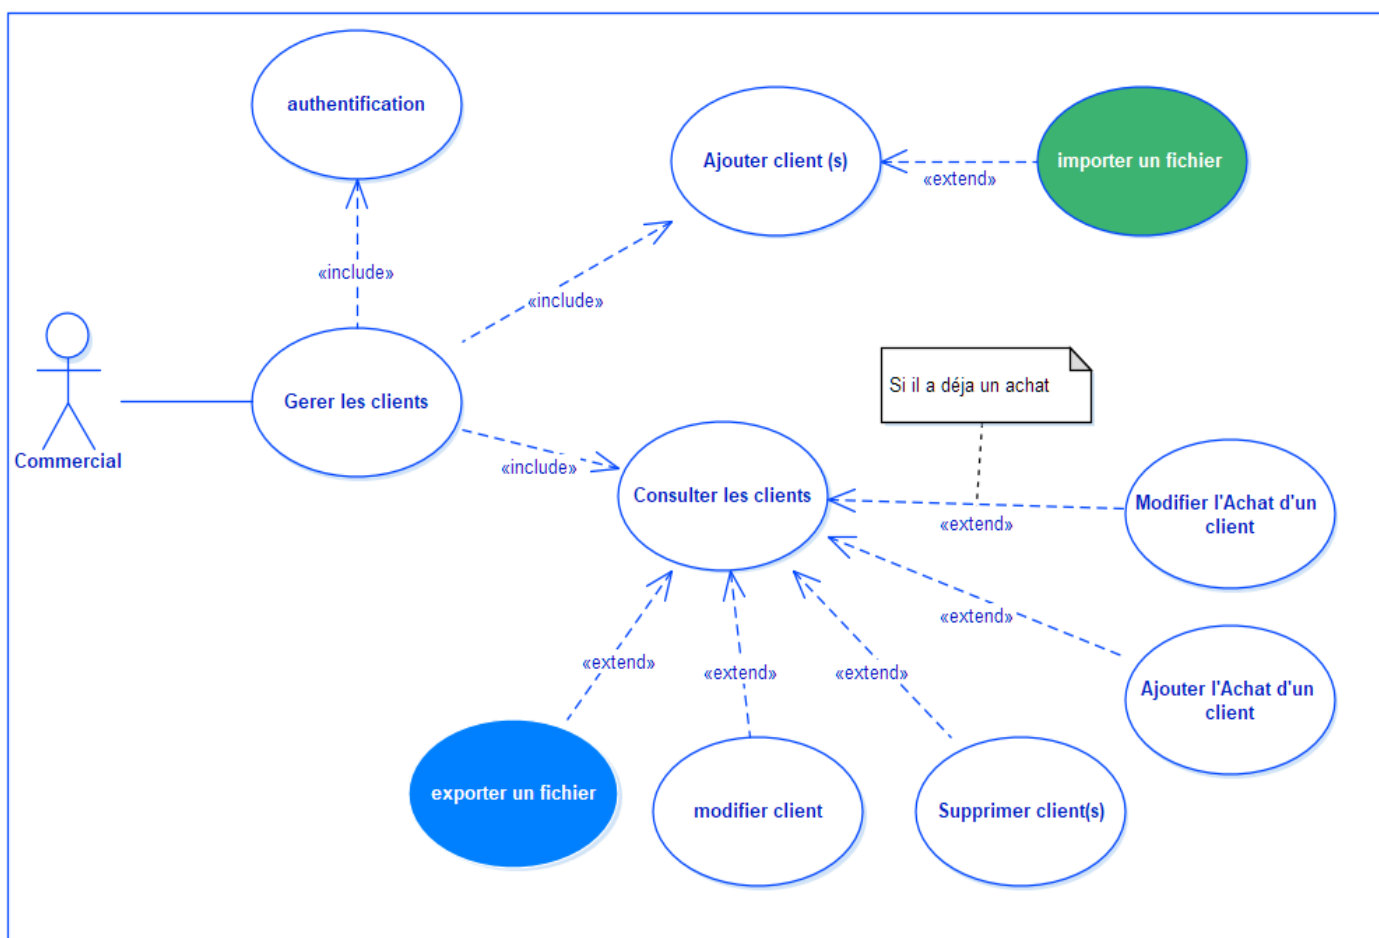 authentification
Ajouter client (s)
importer un fichier
«extend»
«include»
«include»
Si il a déja un achat
Gerer les clients
Commercial
«include»
Consulter les clients
Modifier l'Achat d'un
client
«extend»
«extend»
«extend»
«extend»
«extend»
Ajouter l'Achat d'un
client
exporter un fichier
modifier client
Supprimer client(s)